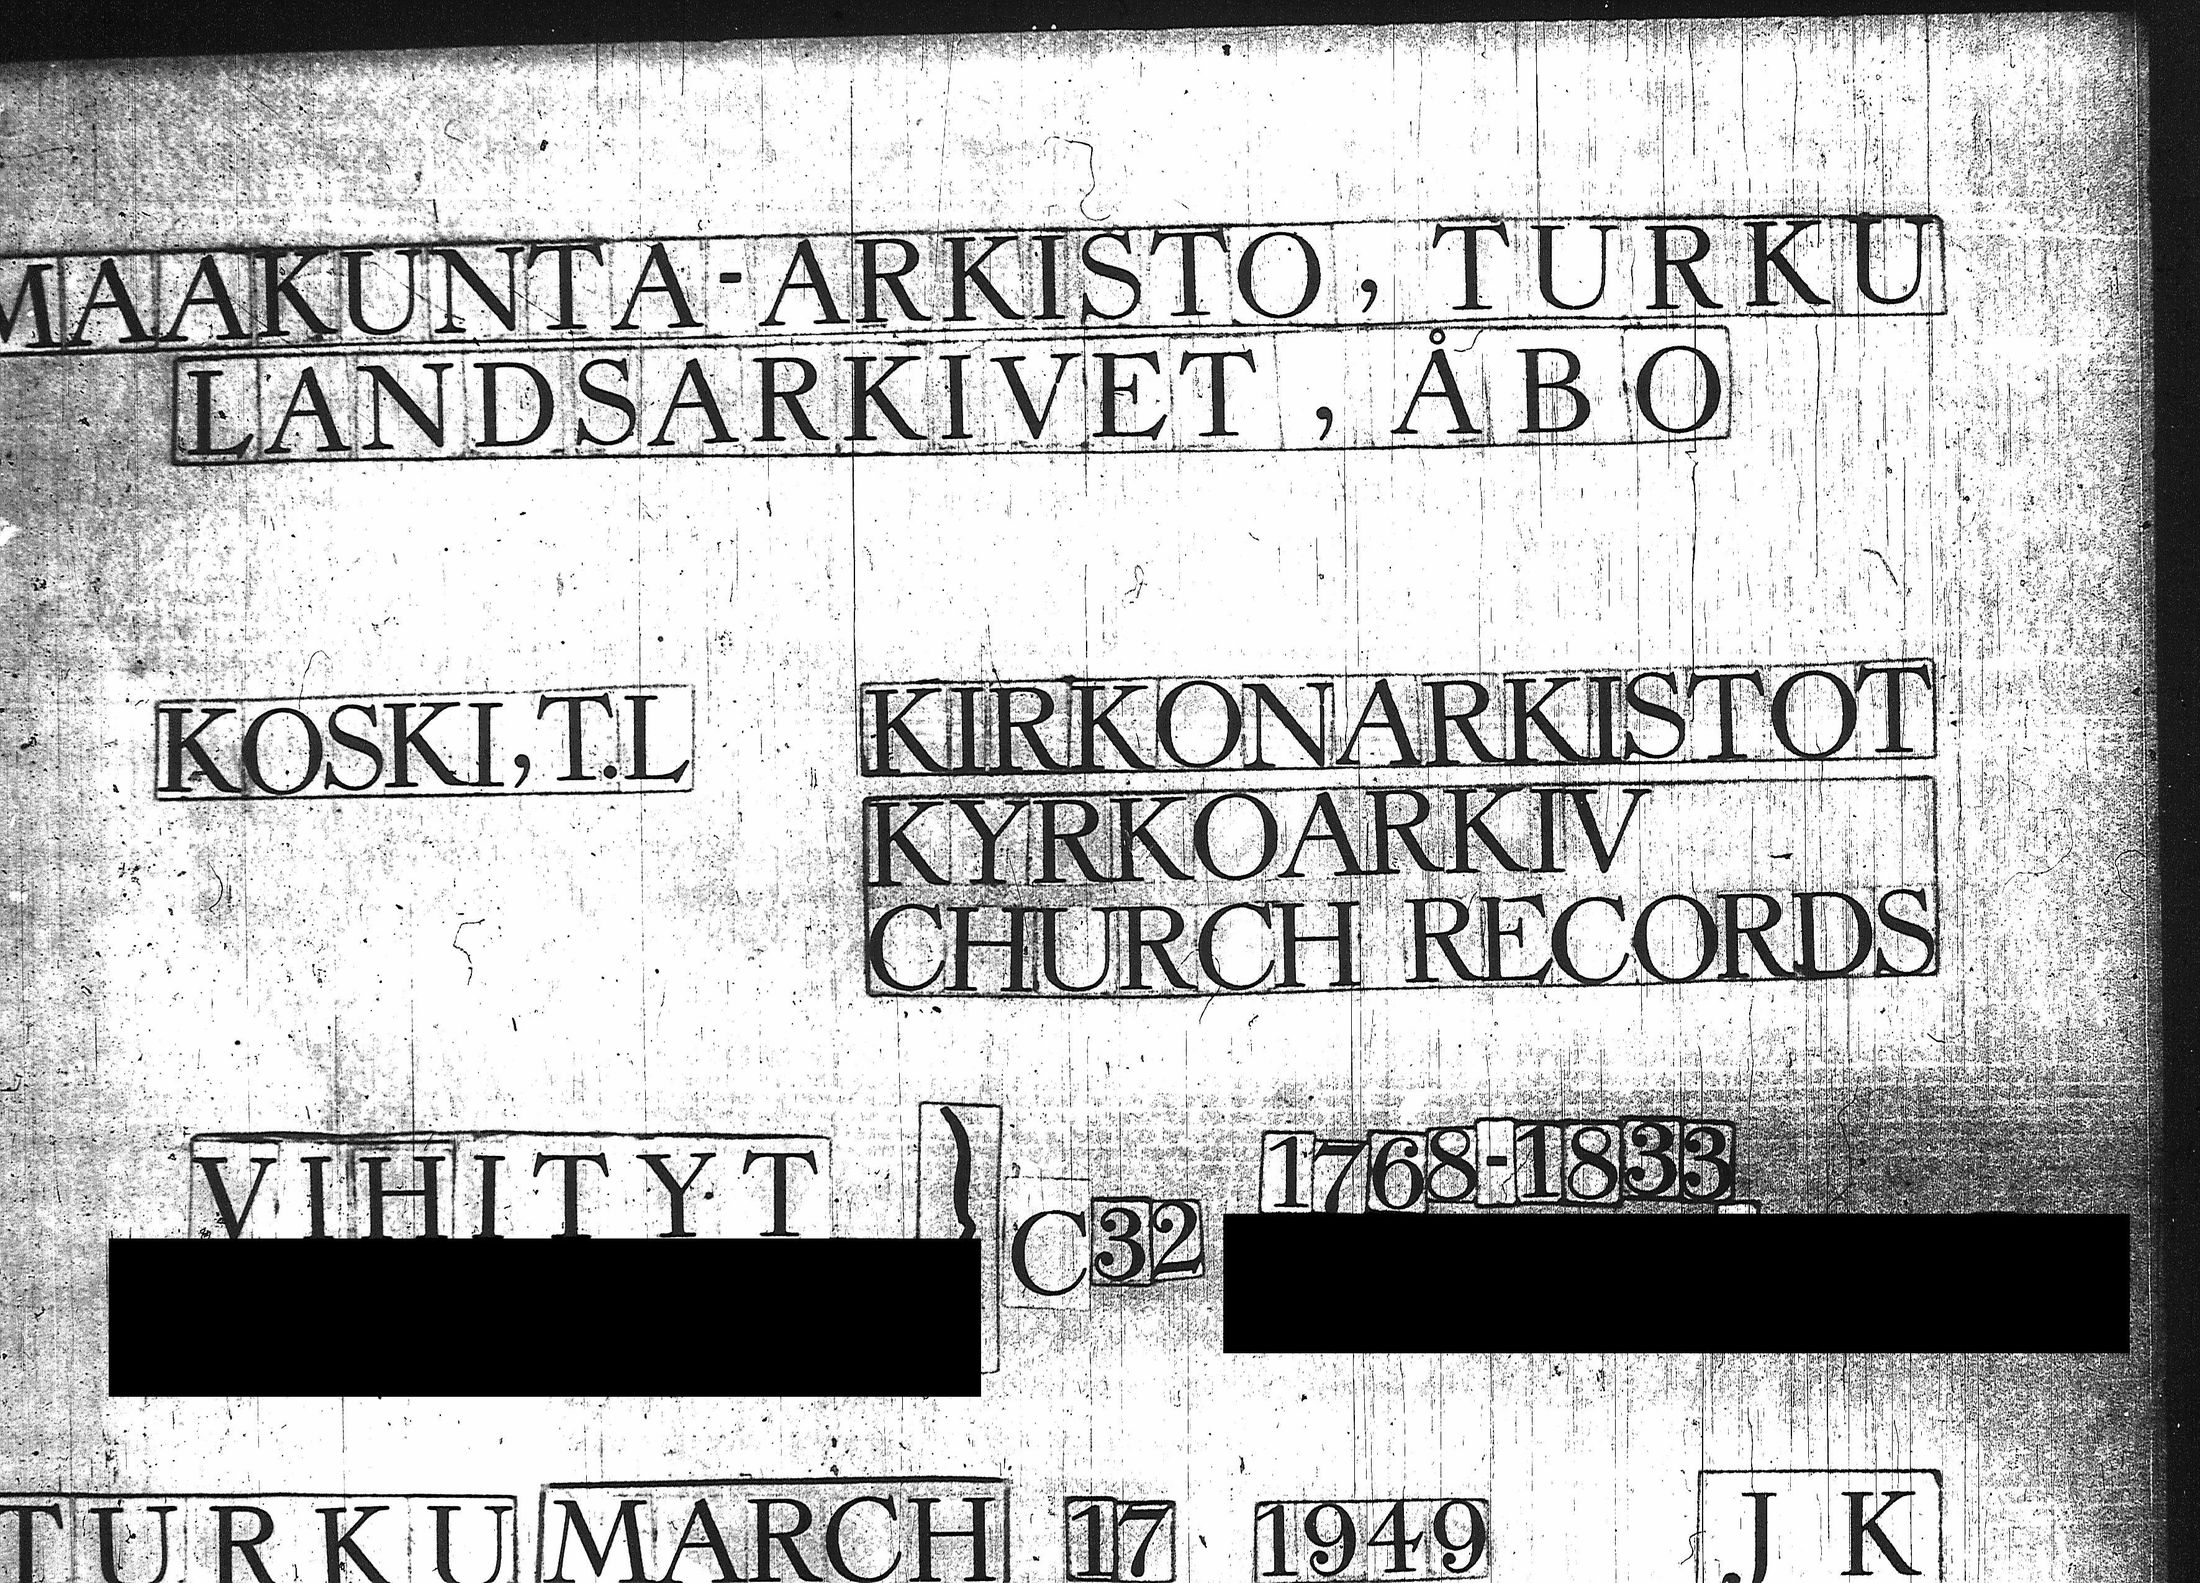 MAAKUNTA-ARKISTO, TURKU
LANDSARKIVET, ÅBO
KOSKI, T.L
KIRKONARKISTOT
KYRKOARKIV
CHURCH RECORDS
VIHITYT } C32 1768-1833
TURKU MARCH 17 1949 J K